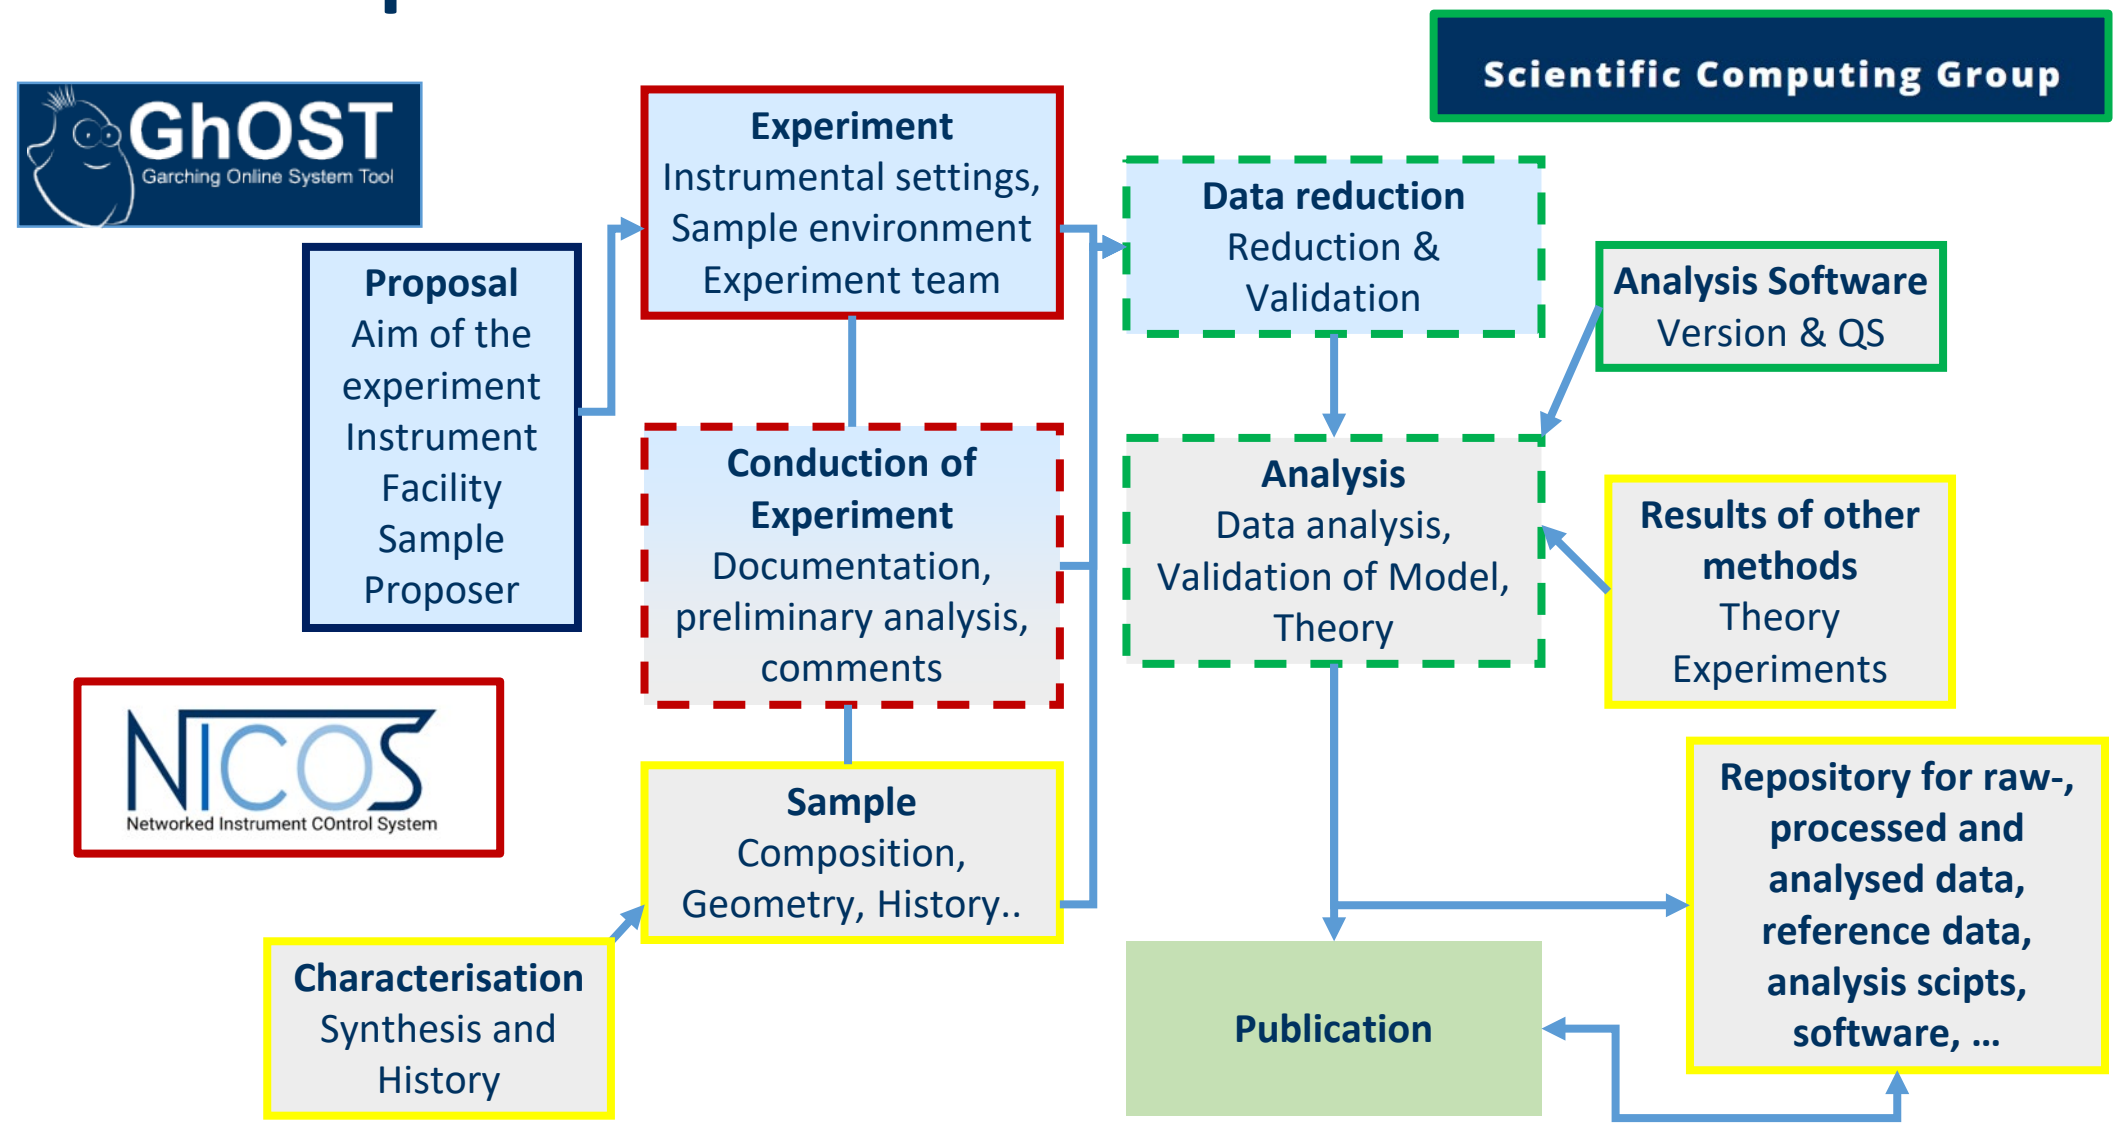 GhOST
Garching Online System Tool
Scientific Computing Group
Experiment
Instrumental settings,
Sample environment
Experiment team
Data reduction
Reduction &
Validation
Proposal
Aim of the
experiment
Instrument
Facility
Sample
Proposer
Analysis Software
Version & QS
Conduction of
Experiment
Documentation,
preliminary analysis,
comments
Analysis
Data analysis,
Validation of Model,
Theory
Results of other
methods
Theory
Experiments
NICOS
Networked Instrument COntrol System
Sample
Composition,
Geometry, History..
Repository for raw-,
processed and
analysed data,
reference data,
analysis scipts,
software, ...
Characterisation
Synthesis and
History
Publication